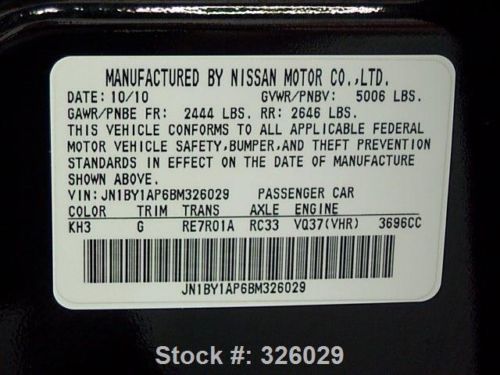 MANUFACTURED BY NISSAN MOTOR CO.,LTD.
DATE: 10/10 GVWR/PNBV: 5006 LBS.
GAWR/PNBE FR: 2444 LBS. RR: 2646 LBS.
THIS VEHICLE CONFORMS TO ALL APPLICABLE FEDERAL
MOTOR VEHICLE SAFETY,BUMPER,AND THEFT PREVENTION
STANDARDS IN EFFECT ON THE DATE OF MANUFACTURE
SHOWN ABOVE.
VIN: JN1BY1AP6BM326029 PASSENGER CAR
COLOR TRIM TRANS AXLE ENGINE
KH3 G RE7R01A RC33 VQ37(VHR) 3696CC
JN1BY1AP6BM326029
Stock #: 326029